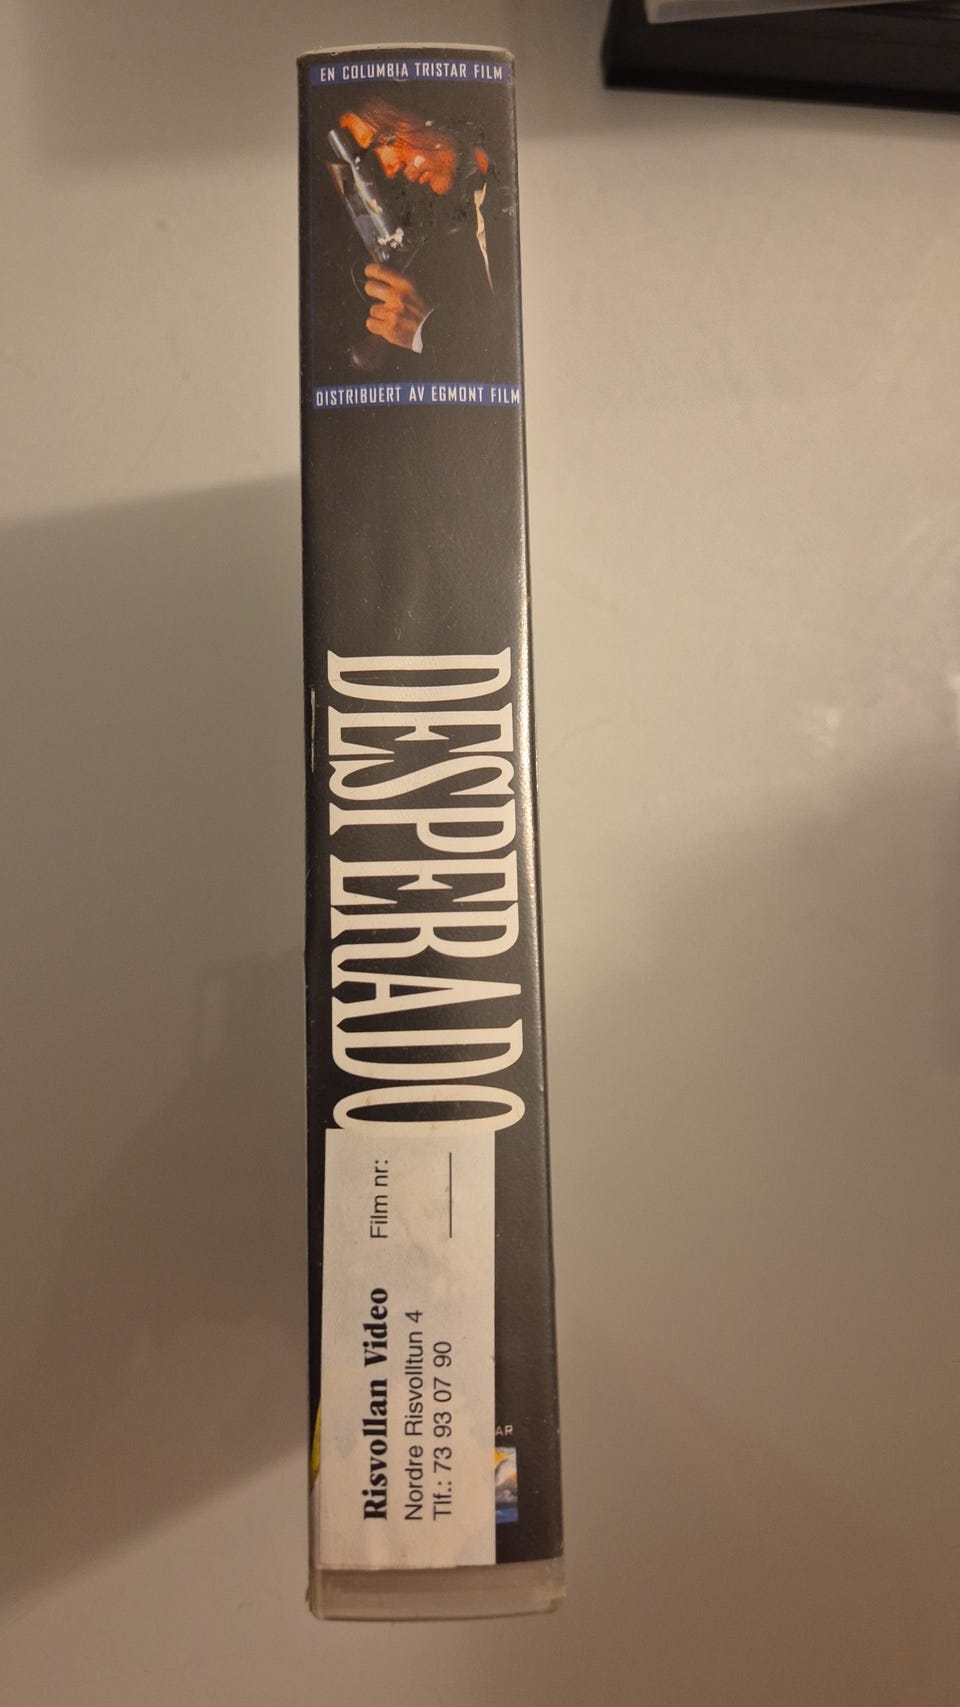 EN COLUMBIA TRISTAR FILM
DISTRIBUERT AV EGMONT FILM
DESPERADO
Risvollan Video
Film nr:
Nordre Risvolltun 4
Tlf.: 73 93 07 90
AR